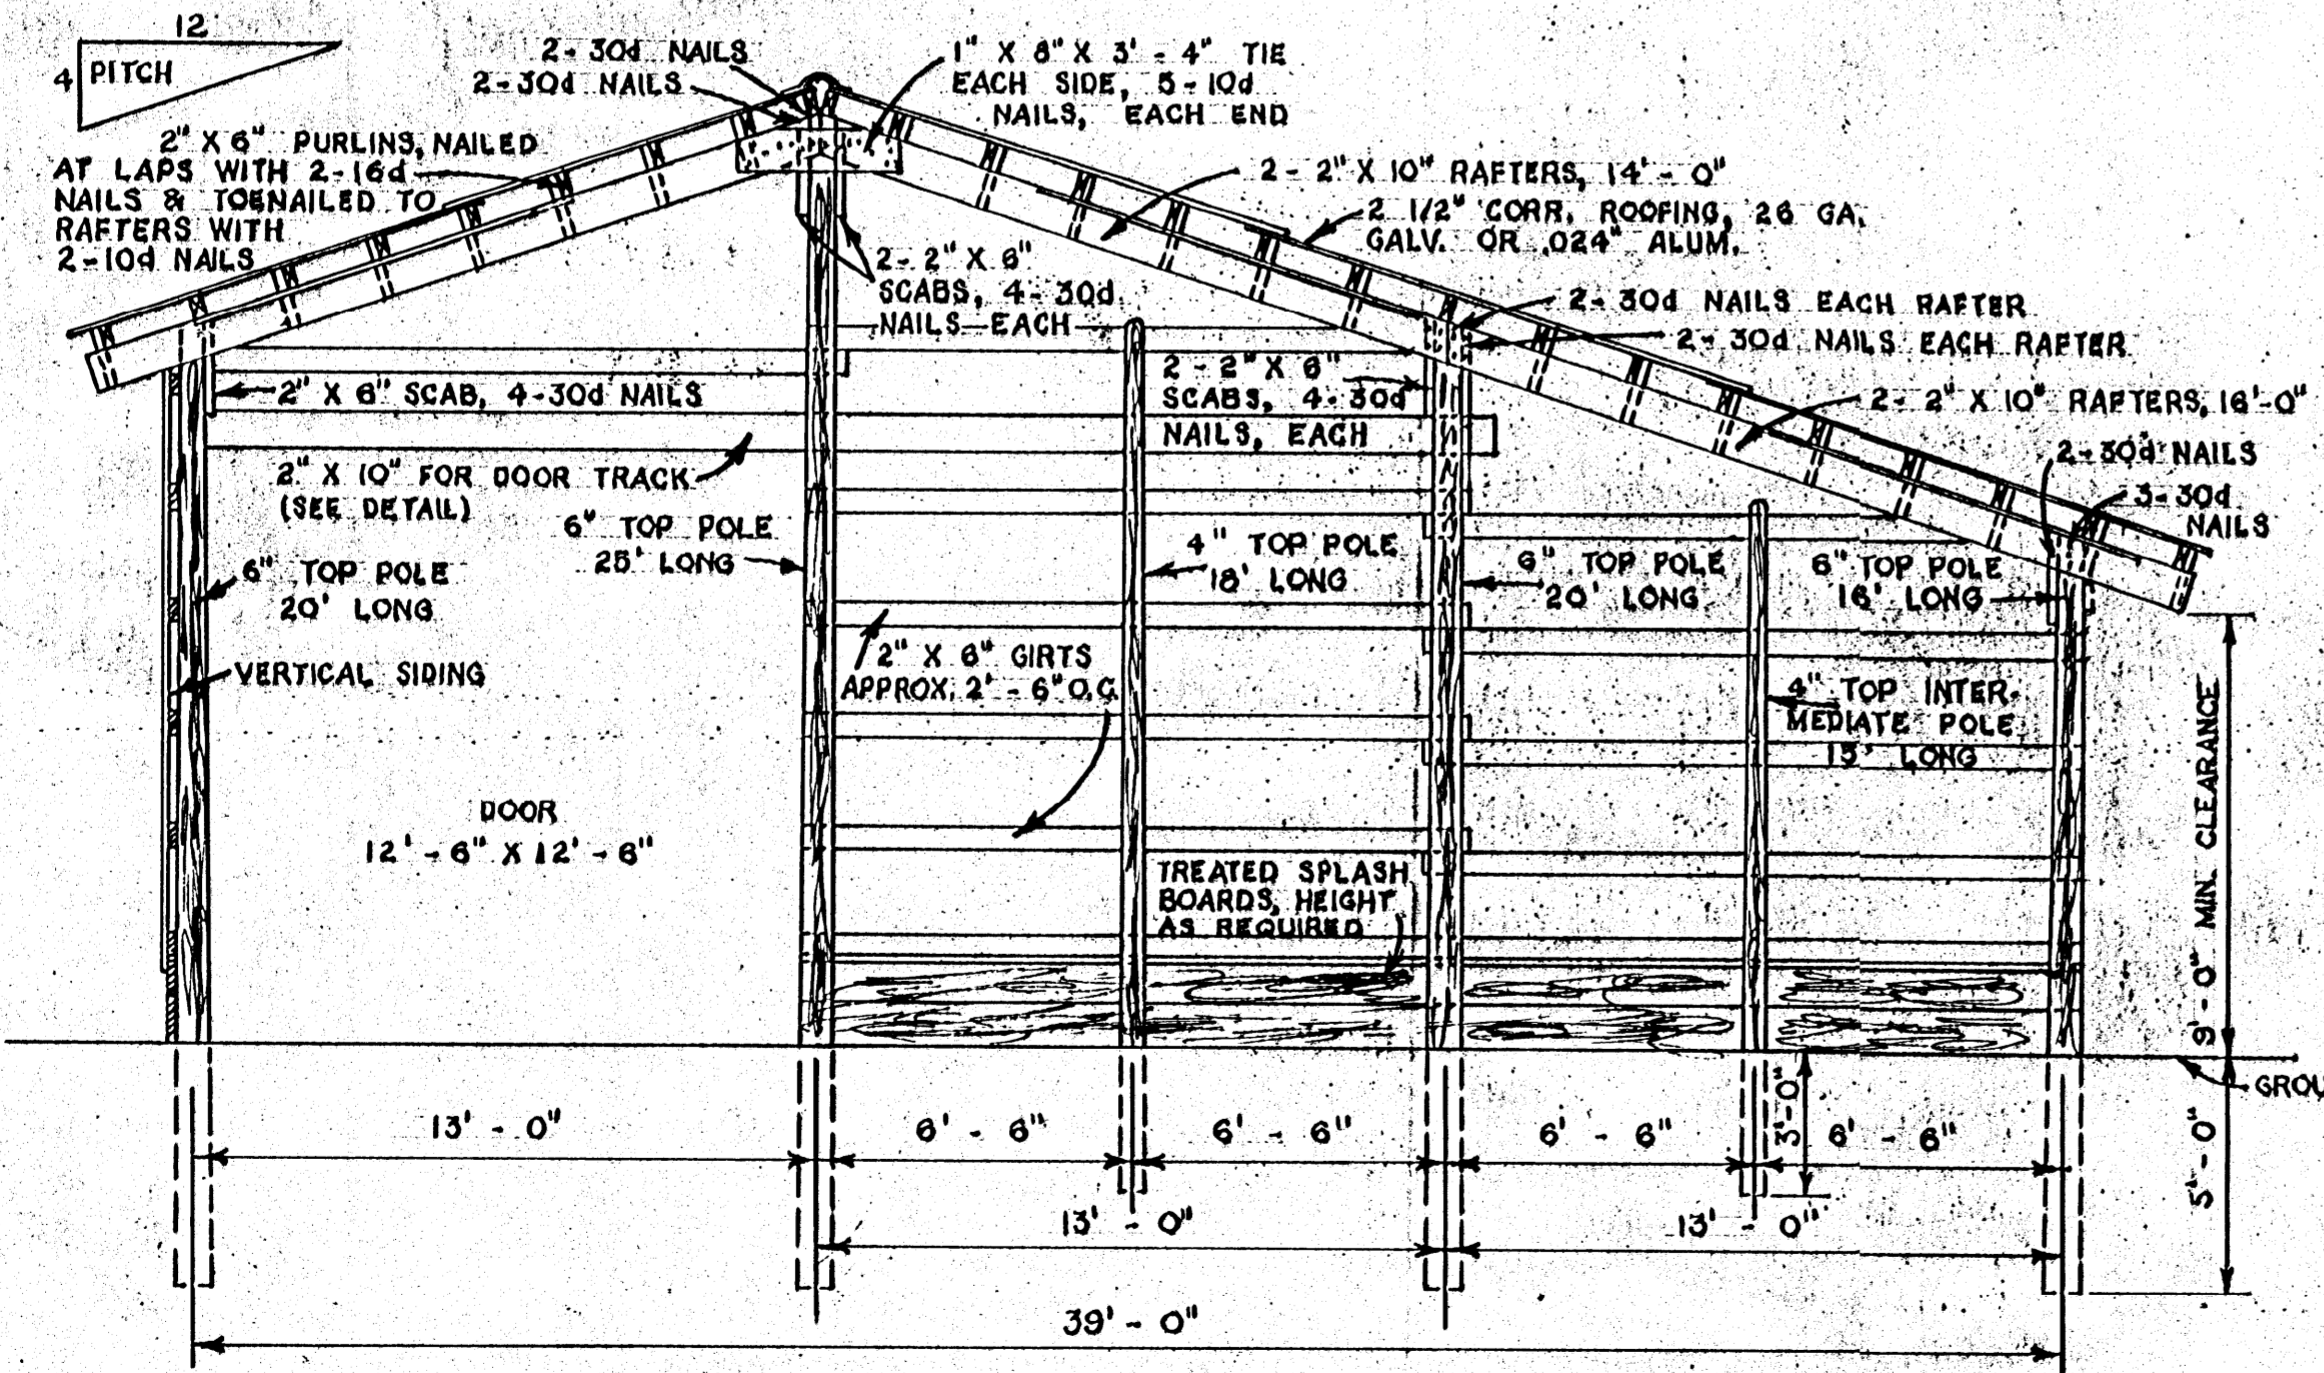 12
4 PITCH
2-30d NAILS
2-30d NAILS
1" X 8" X 3' - 4" TIE
EACH SIDE, 5-10d
NAILS, EACH END
2" X 6" PURLINS, NAILED
AT LAPS WITH 2-16d
NAILS & TOENAILED TO
RAFTERS WITH
2-10d NAILS
2 - 2" X 10" RAFTERS, 14' - 0"
2 1/2" CORR. ROOFING, 26 GA.
GALV. OR .024" ALUM.
2 - 2" X 6"
SCABS, 4-30d
NAILS EACH
2-30d NAILS EACH RAFTER
2-30d NAILS EACH RAFTER
2" X 6" SCAB, 4-30d NAILS
2 - 2" X 6"
SCABS, 4-30d
NAILS, EACH
2 - 2" X 10" RAFTERS, 16'-0"
2-30d NAILS
3-30d
NAILS
2" X 10" FOR DOOR TRACK
(SEE DETAIL)
6" TOP POLE
25' LONG
4" TOP POLE
18' LONG
6" TOP POLE
20' LONG
6" TOP POLE
16' LONG
6" TOP POLE
20' LONG
VERTICAL SIDING
2" X 6" GIRTS
APPROX. 2' - 6" O.C.
4" TOP INTER-
MEDIATE POLE
15' LONG
DOOR
12' - 6" X 12' - 6"
TREATED SPLASH
BOARDS, HEIGHT
AS REQUIRED
9' - 0" MIN. CLEARANCE
GROU
13' - 0"
6' - 6"
6' - 6"
6' - 6"
3'-0"
6' - 6"
5' - 0"
13' - 0"
13' - 0"
39' - 0"